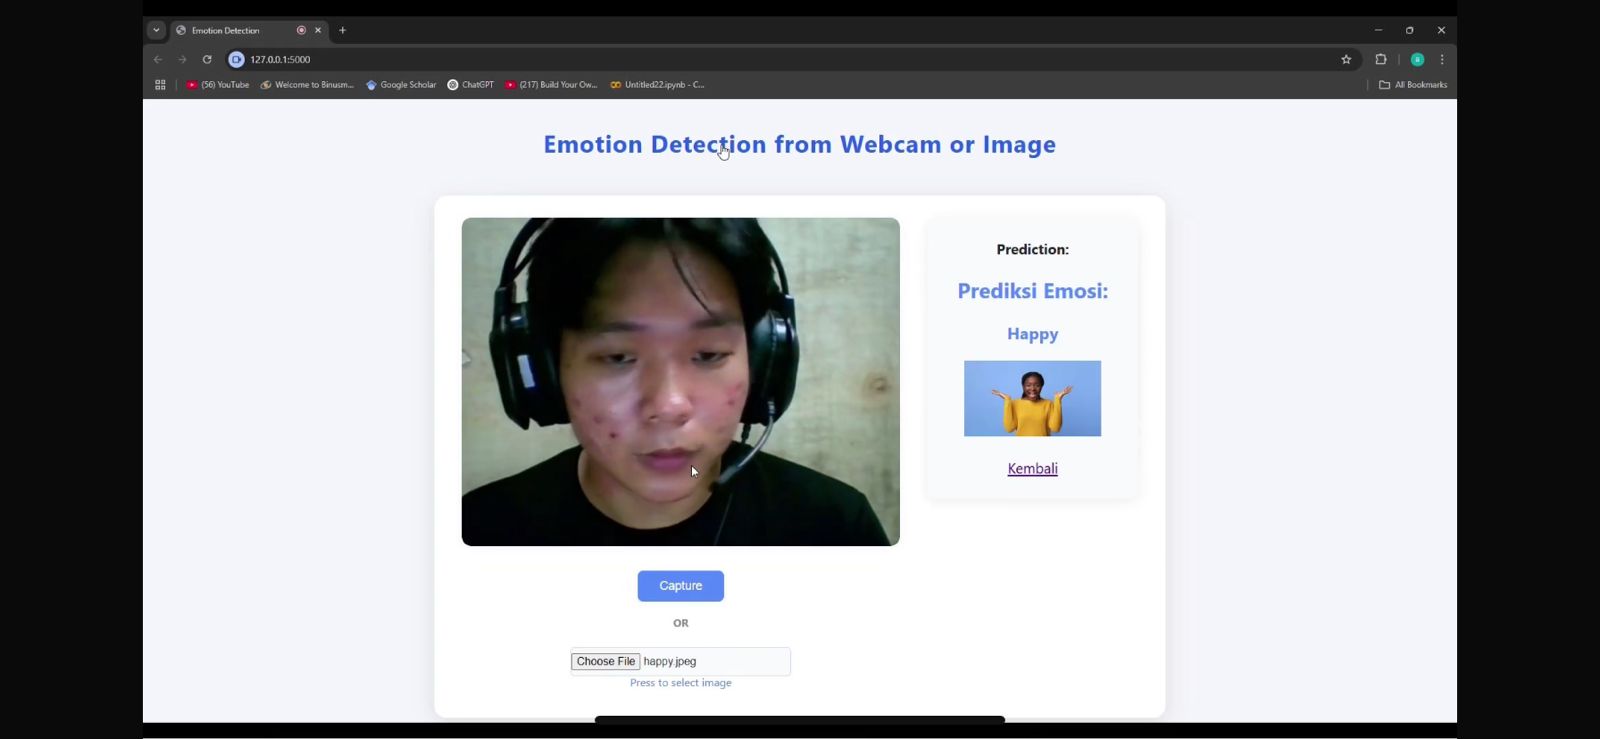 Emotion Detection
127.0.0.1:5000
(56) YouTube
Welcome to Binusm...
Google Scholar
ChatGPT
(217) Build Your Ow...
Untitled22.ipynb - C...
All Bookmarks
Emotion Detection from Webcam or Image
Prediction:
Prediksi Emosi:
Happy
Kembali
Capture
OR
Choose File happy.jpeg
Press to select image